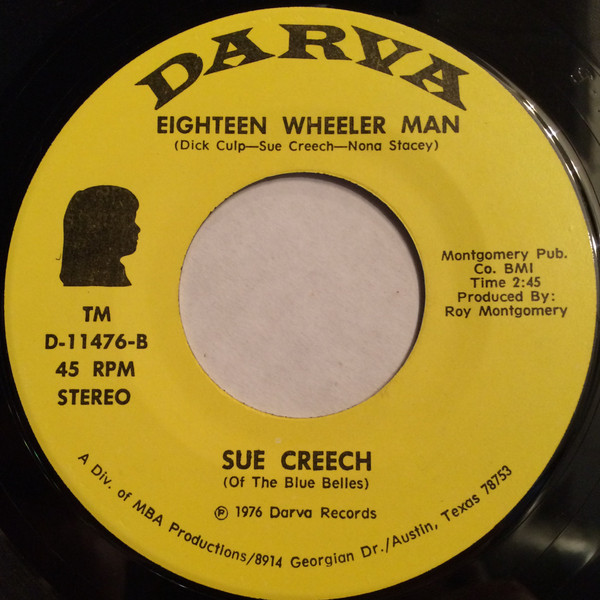 DARVA
EIGHTEEN WHEELER MAN
(Dick Culp—Sue Creech—Nona Stacey)
Montgomery Pub.
Co. BMI
Time 2:45
Produced By:
Roy Montgomery
TM
D-11476-B
45 RPM
STEREO
SUE CREECH
(Of The Blue Belles)
℗ 1976 Darva Records
A Div. of MBA Productions/8914 Georgian Dr./Austin, Texas 78753